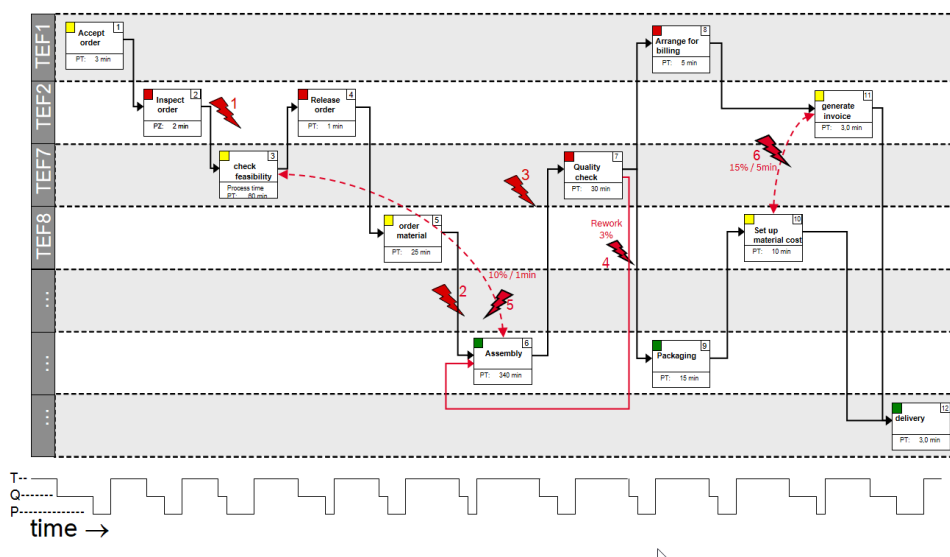 TEF1
TEF2
TEF7
TEF8
...
...
...
1
Accept
order
PT: 3 min
2
Inspect
order
PZ: 2 min
1
3
check
feasibility
Process time
PT: 60 min
4
Release
order
PT: 1 min
5
order
material
PT: 25 min
2
10% / 1min
5
6
Assembly
PT: 340 min
3
7
Quality
check
PT: 30 min
Rework
3%
4
8
Arrange for
billing
PT: 5 min
9
Packaging
PT: 15 min
6
15% / 5min
10
Set up
material cost
PT: 10 min
11
generate
invoice
PT: 3,0 min
12
delivery
PT: 3,0 min
T
Q
P
time →